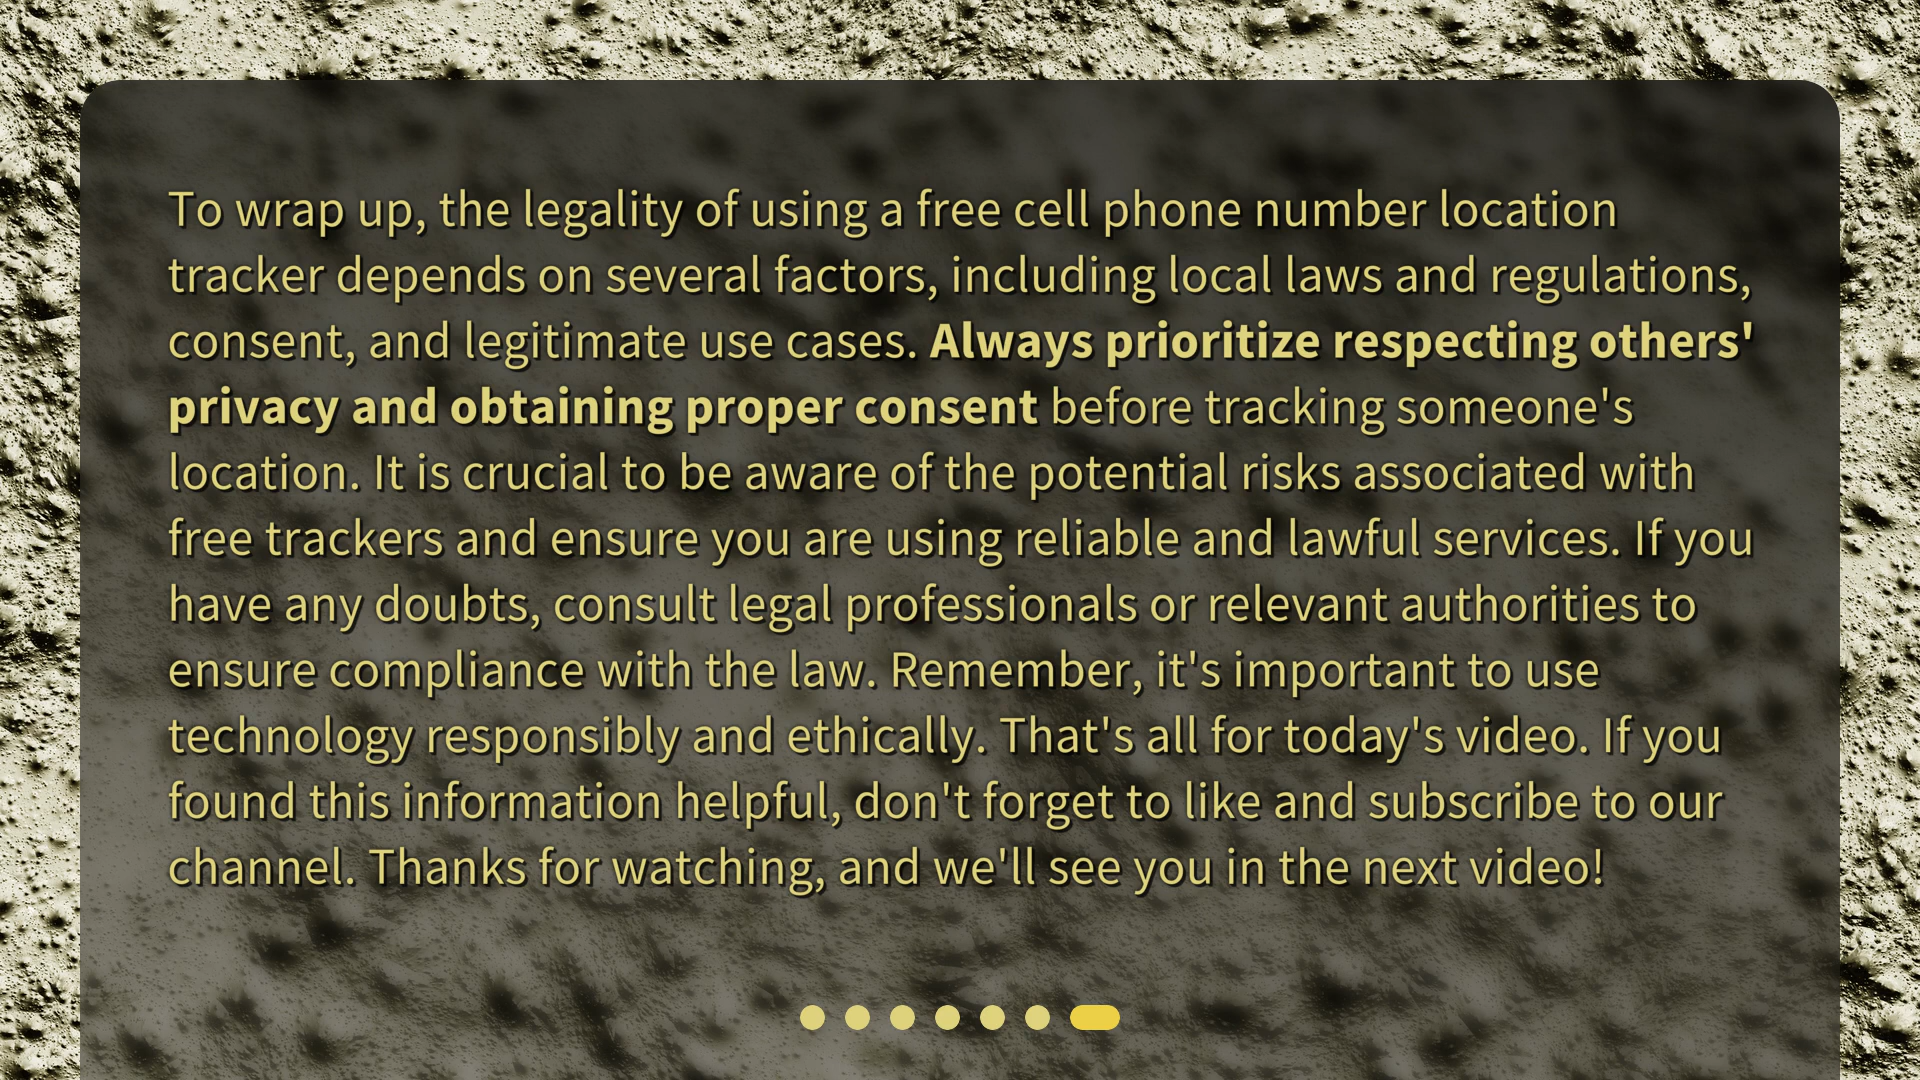 To wrap up, the legality of using a free cell phone number location
tracker depends on several factors, including local laws and regulations,
consent, and legitimate use cases. Always prioritize respecting others'
privacy and obtaining proper consent before tracking someone's
location. It is crucial to be aware of the potential risks associated with
free trackers and ensure you are using reliable and lawful services. If you
have any doubts, consult legal professionals or relevant authorities to
ensure compliance with the law. Remember, it's important to use
technology responsibly and ethically. That's all for today's video. If you
found this information helpful, don't forget to like and subscribe to our
channel. Thanks for watching, and we'll see you in the next video!